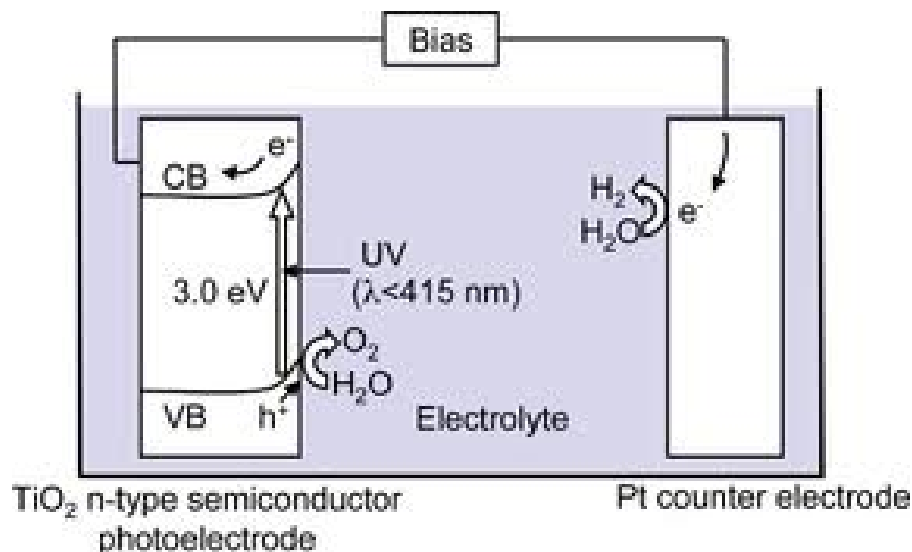 Bias
e⁻
CB
3.0 eV
UV
(λ<415 nm)
O₂
H₂O
VB
h⁺
H₂
H₂O
e⁻
Electrolyte
TiO₂ n-type semiconductor
photoelectrode
Pt counter electrode